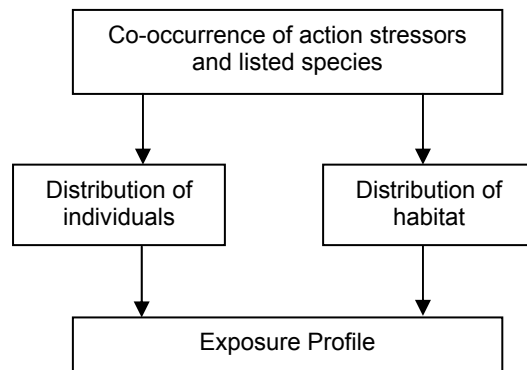 Co-occurrence of action stressors
and listed species
Distribution of
individuals
Distribution of
habitat
Exposure Profile